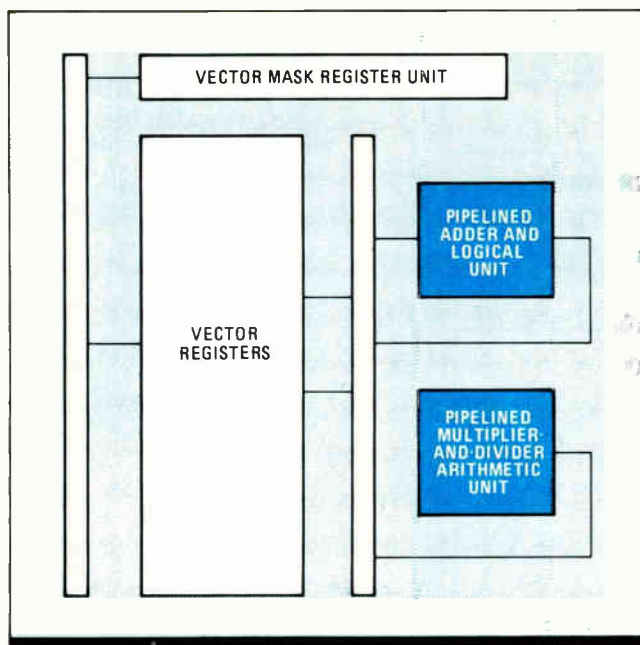 VECTOR MASK REGISTER UNIT
VECTOR
REGISTERS
PIPELINED
ADDER AND
LOGICAL
UNIT
PIPELINED
MULTIPLIER-
AND-DIVIDER
ARITHMETIC
UNIT